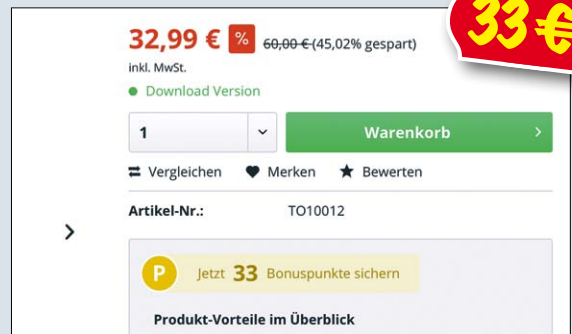 33 €
32,99 € % 60,00 € (45,02% gespart)
inkl. MwSt.
Download Version
1 Warenkorb
Vergleichen Merken Bewerten
Artikel-Nr.: TO10012
P Jetzt 33 Bonuspunkte sichern
Produkt-Vorteile im Überblick